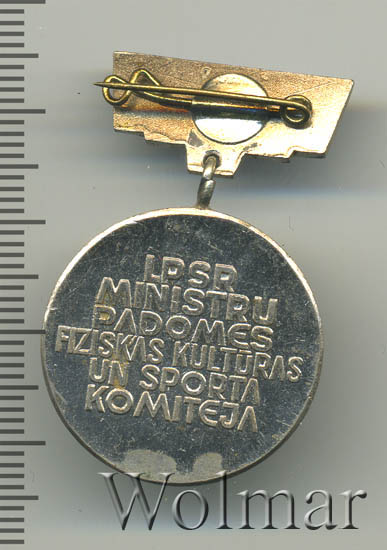 LPSR
MINISTRU
PADOMES
FIZISKĀS KULTŪRAS
UN SPORTA
KOMITEJA
Wolmar